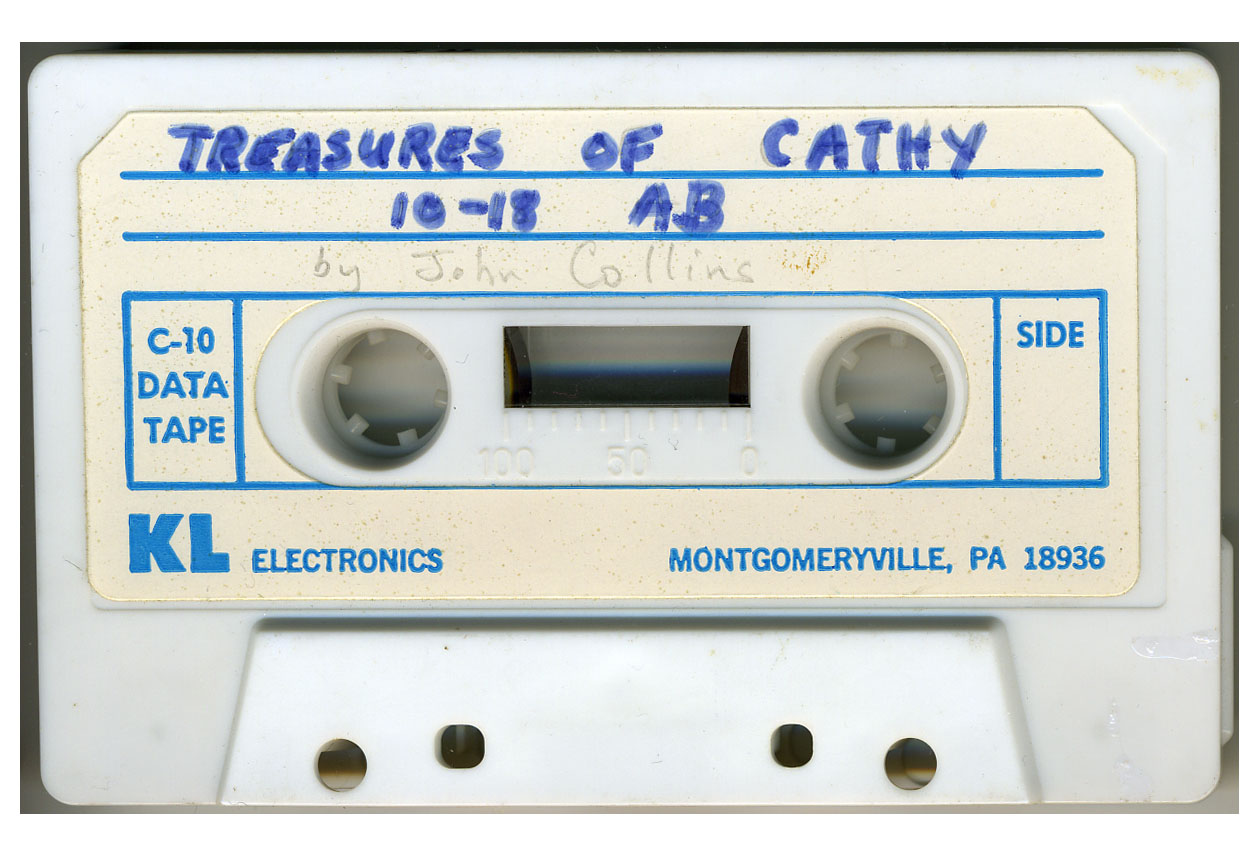 TREASURES OF CATHY
10-18 AB
by John Collins
C-10
DATA
TAPE
SIDE
100 50 0
KL ELECTRONICS
MONTGOMERYVILLE, PA 18936